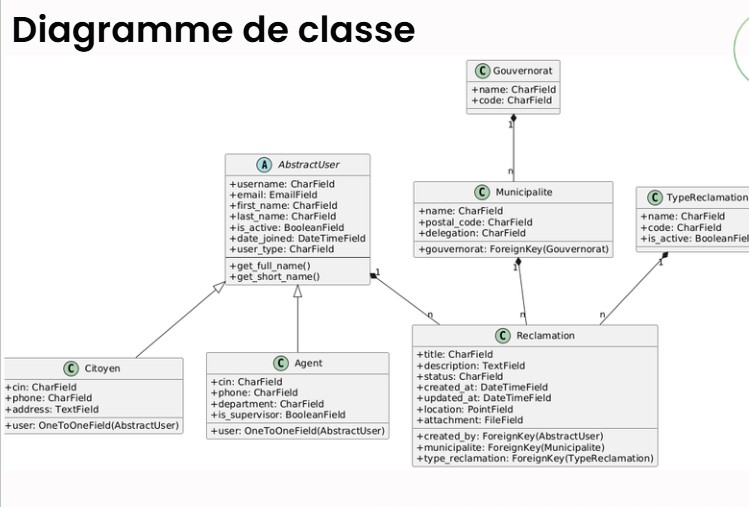 Diagramme de classe
C Gouvernorat
+name: CharField
+code: CharField
1
n
A AbstractUser
+username: CharField
+email: EmailField
+first_name: CharField
+last_name: CharField
+is_active: BooleanField
+date_joined: DateTimeField
+user_type: CharField
+get_full_name()
+get_short_name()
1
n
C Municipalite
+name: CharField
+postal_code: CharField
+delegation: CharField
+gouvernorat: ForeignKey(Gouvernorat)
1
n
C TypeReclamation
+name: CharField
+code: CharField
+is_active: BooleanFiel
1
n
C Citoyen
+cin: CharField
+phone: CharField
+address: TextField
+user: OneToOneField(AbstractUser)
C Agent
+cin: CharField
+phone: CharField
+department: CharField
+is_supervisor: BooleanField
+user: OneToOneField(AbstractUser)
C Reclamation
+title: CharField
+description: TextField
+status: CharField
+created_at: DateTimeField
+updated_at: DateTimeField
+location: PointField
+attachment: FileField
+created_by: ForeignKey(AbstractUser)
+municipalite: ForeignKey(Municipalite)
+type_reclamation: ForeignKey(TypeReclamation)